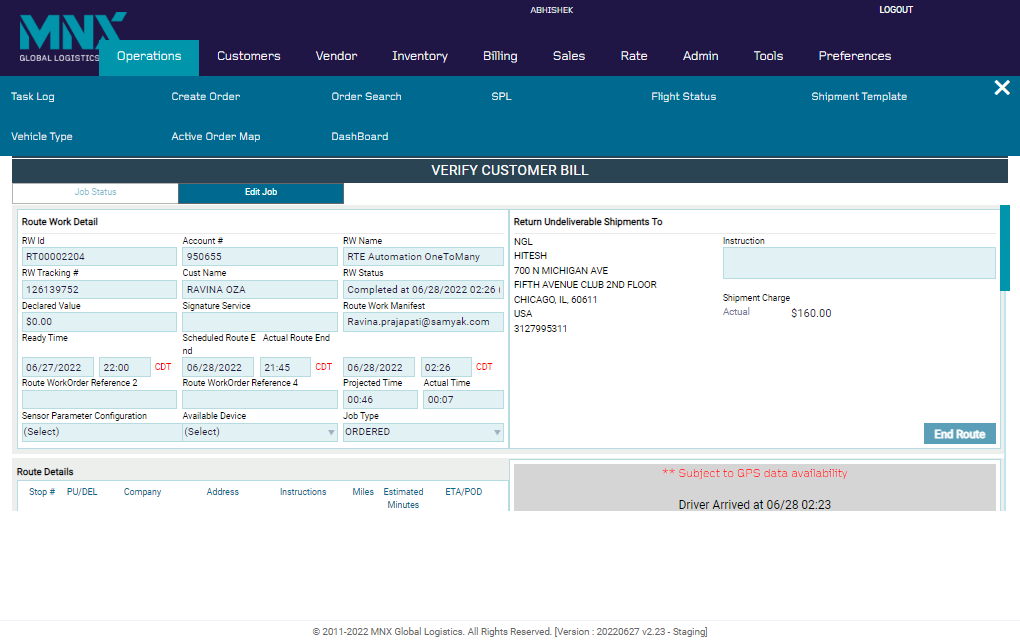 MNX
GLOBAL LOGISTICS
ABHISHEK
LOGOUT
Operations Customers Vendor Inventory Billing Sales Rate Admin Tools Preferences
Task Log Create Order Order Search SPL Flight Status Shipment Template
Vehicle Type Active Order Map DashBoard
VERIFY CUSTOMER BILL
Job Status Edit Job
Route Work Detail
RW Id Account # RW Name
RT00002204 950655 RTE Automation OneToMany
RW Tracking # Cust Name RW Status
126139752 RAVINA OZA Completed at 06/28/2022 02:26
Declared Value Signature Service Route Work Manifest
$0.00 Ravina.prajapati@samyak.com
Ready Time Scheduled Route E Actual Route End
nd
06/27/2022 22:00 CDT 06/28/2022 21:45 CDT 06/28/2022 02:26 CDT
Route WorkOrder Reference 2 Route WorkOrder Reference 4 Projected Time Actual Time
00:46 00:07
Sensor Parameter Configuration Available Device Job Type
(Select) (Select) ORDERED
Return Undeliverable Shipments To
NGL
HITESH
700 N MICHIGAN AVE
FIFTH AVENUE CLUB 2ND FLOOR
CHICAGO, IL, 60611
USA
3127995311
Instruction
Shipment Charge
Actual $160.00
End Route
Route Details
Stop # PU/DEL Company Address Instructions Miles Estimated ETA/POD
Minutes
** Subject to GPS data availability
Driver Arrived at 06/28 02:23
© 2011-2022 MNX Global Logistics. All Rights Reserved. [Version : 20220627 v2.23 - Staging]